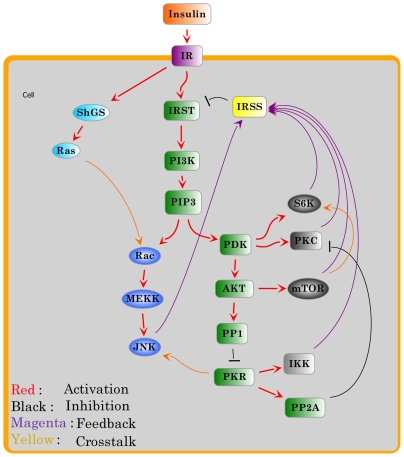 Insulin
IR
Cell
ShGS
IRST
IRSS
Ras
PI3K
PIP3
S6K
Rac
PDK
PKC
MEKK
AKT
mTOR
JNK
PP1
PKR
IKK
PP2A
Red : Activation
Black : Inhibition
Magenta : Feedback
Yellow : Crosstalk